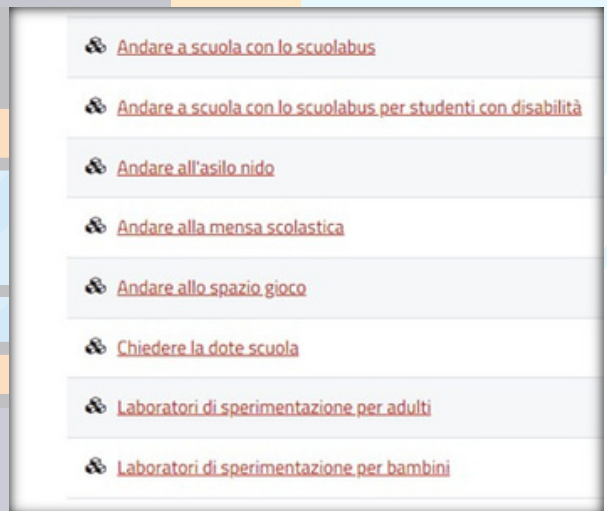 Andare a scuola con lo scuolabus
Andare a scuola con lo scuolabus per studenti con disabilità
Andare all'asilo nido
Andare alla mensa scolastica
Andare allo spazio gioco
Chiedere la dote scuola
Laboratori di sperimentazione per adulti
Laboratori di sperimentazione per bambini